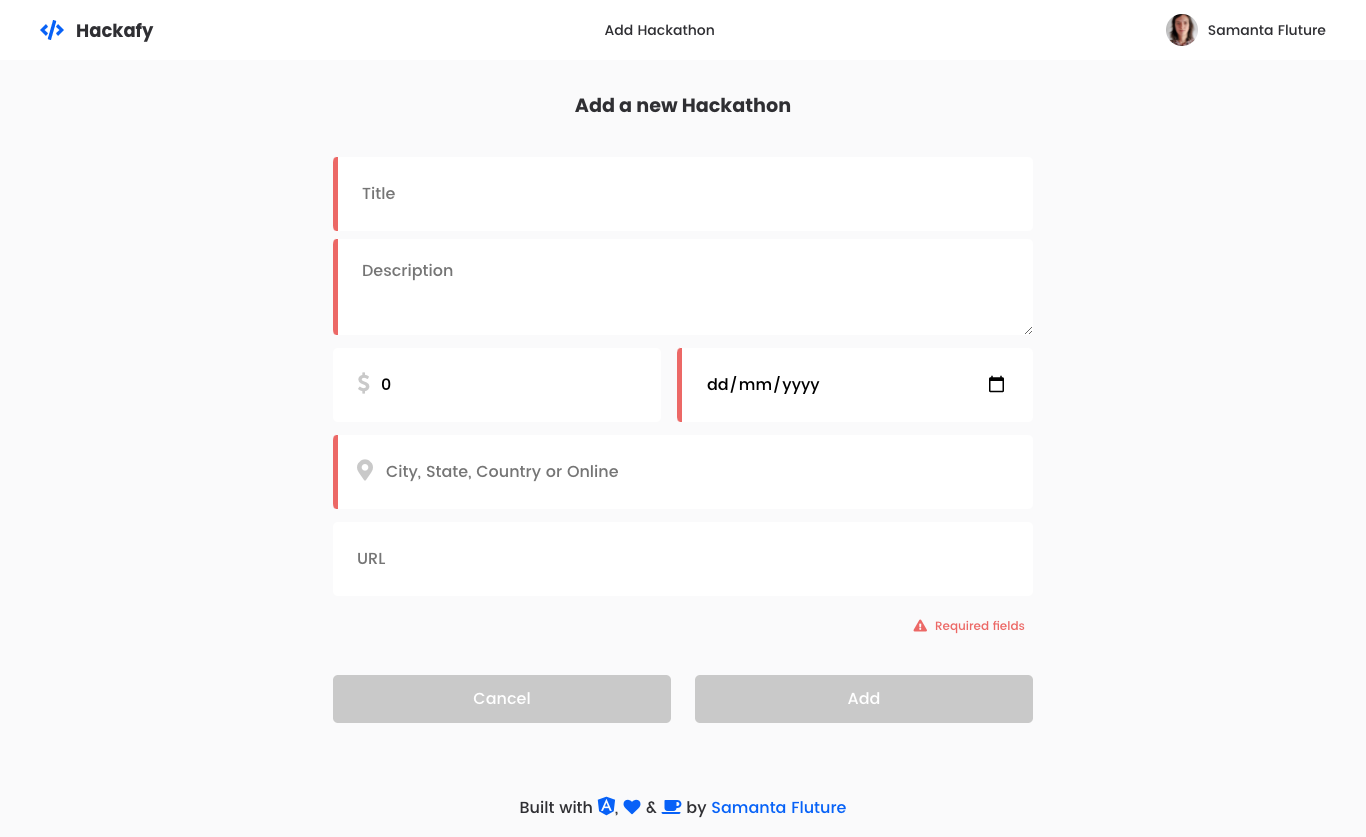 Hackafy
Add Hackathon
Samanta Fluture
Add a new Hackathon
Title
Description
$ 0
dd/mm/yyyy
City, State, Country or Online
URL
Required fields
Cancel
Add
Built with , & by Samanta Fluture